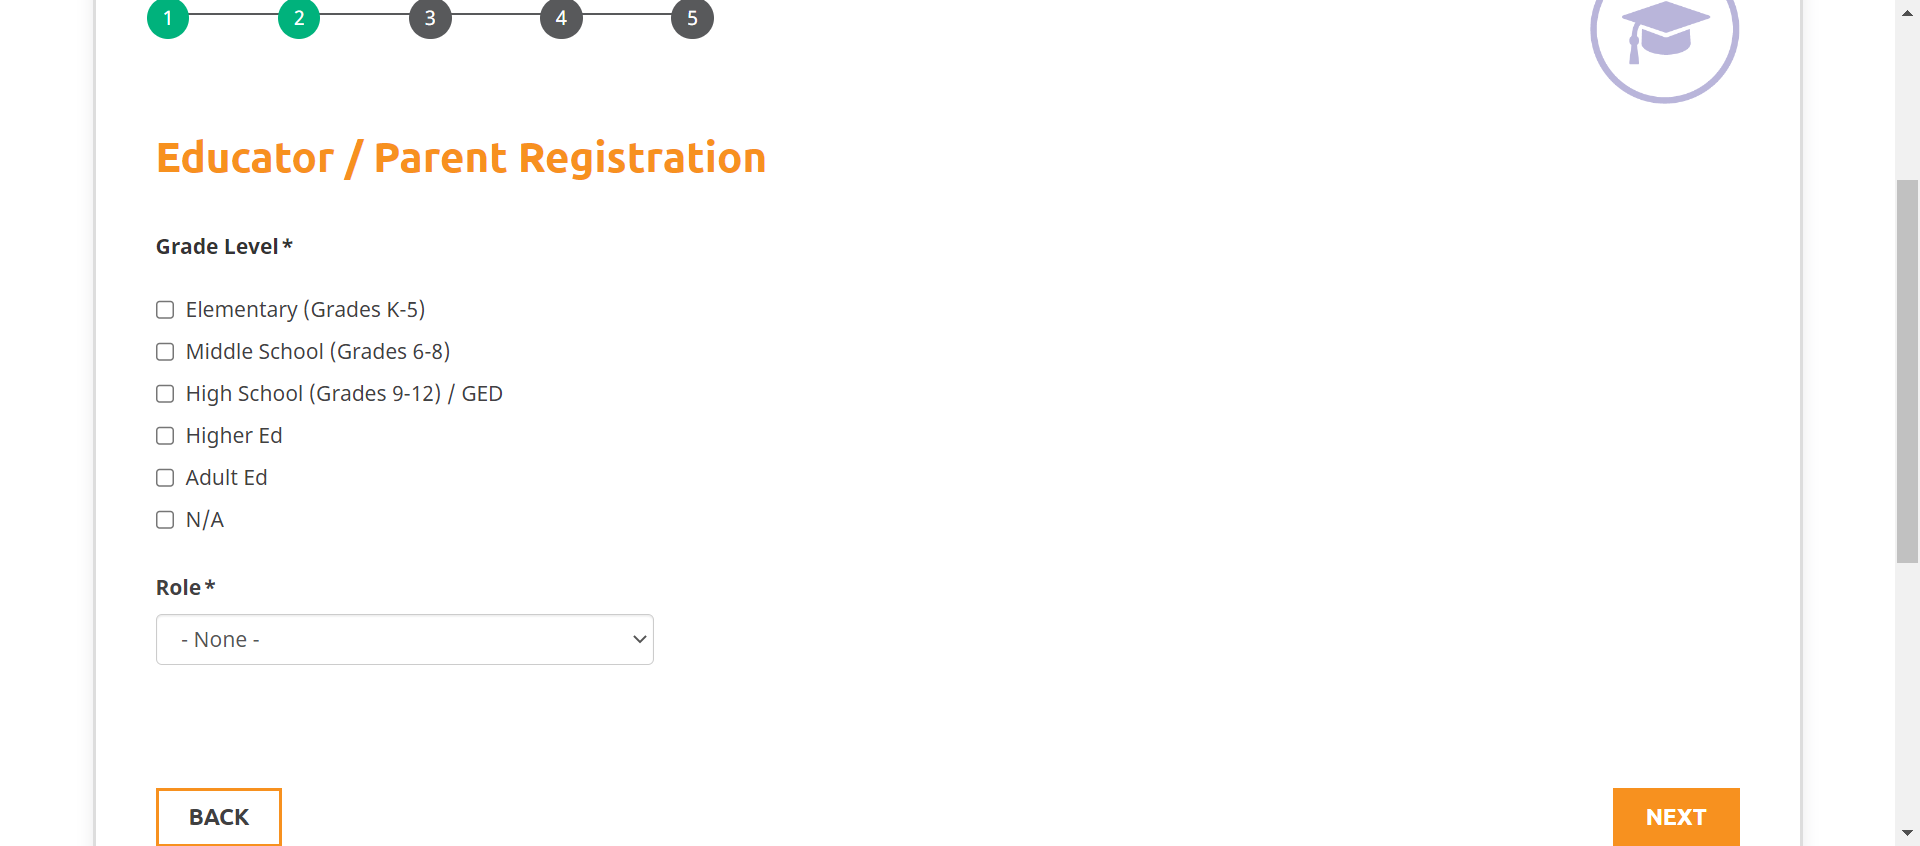 1 2 3 4 5
Educator / Parent Registration
Grade Level*
Elementary (Grades K-5)
Middle School (Grades 6-8)
High School (Grades 9-12) / GED
Higher Ed
Adult Ed
N/A
Role*
- None -
BACK
NEXT